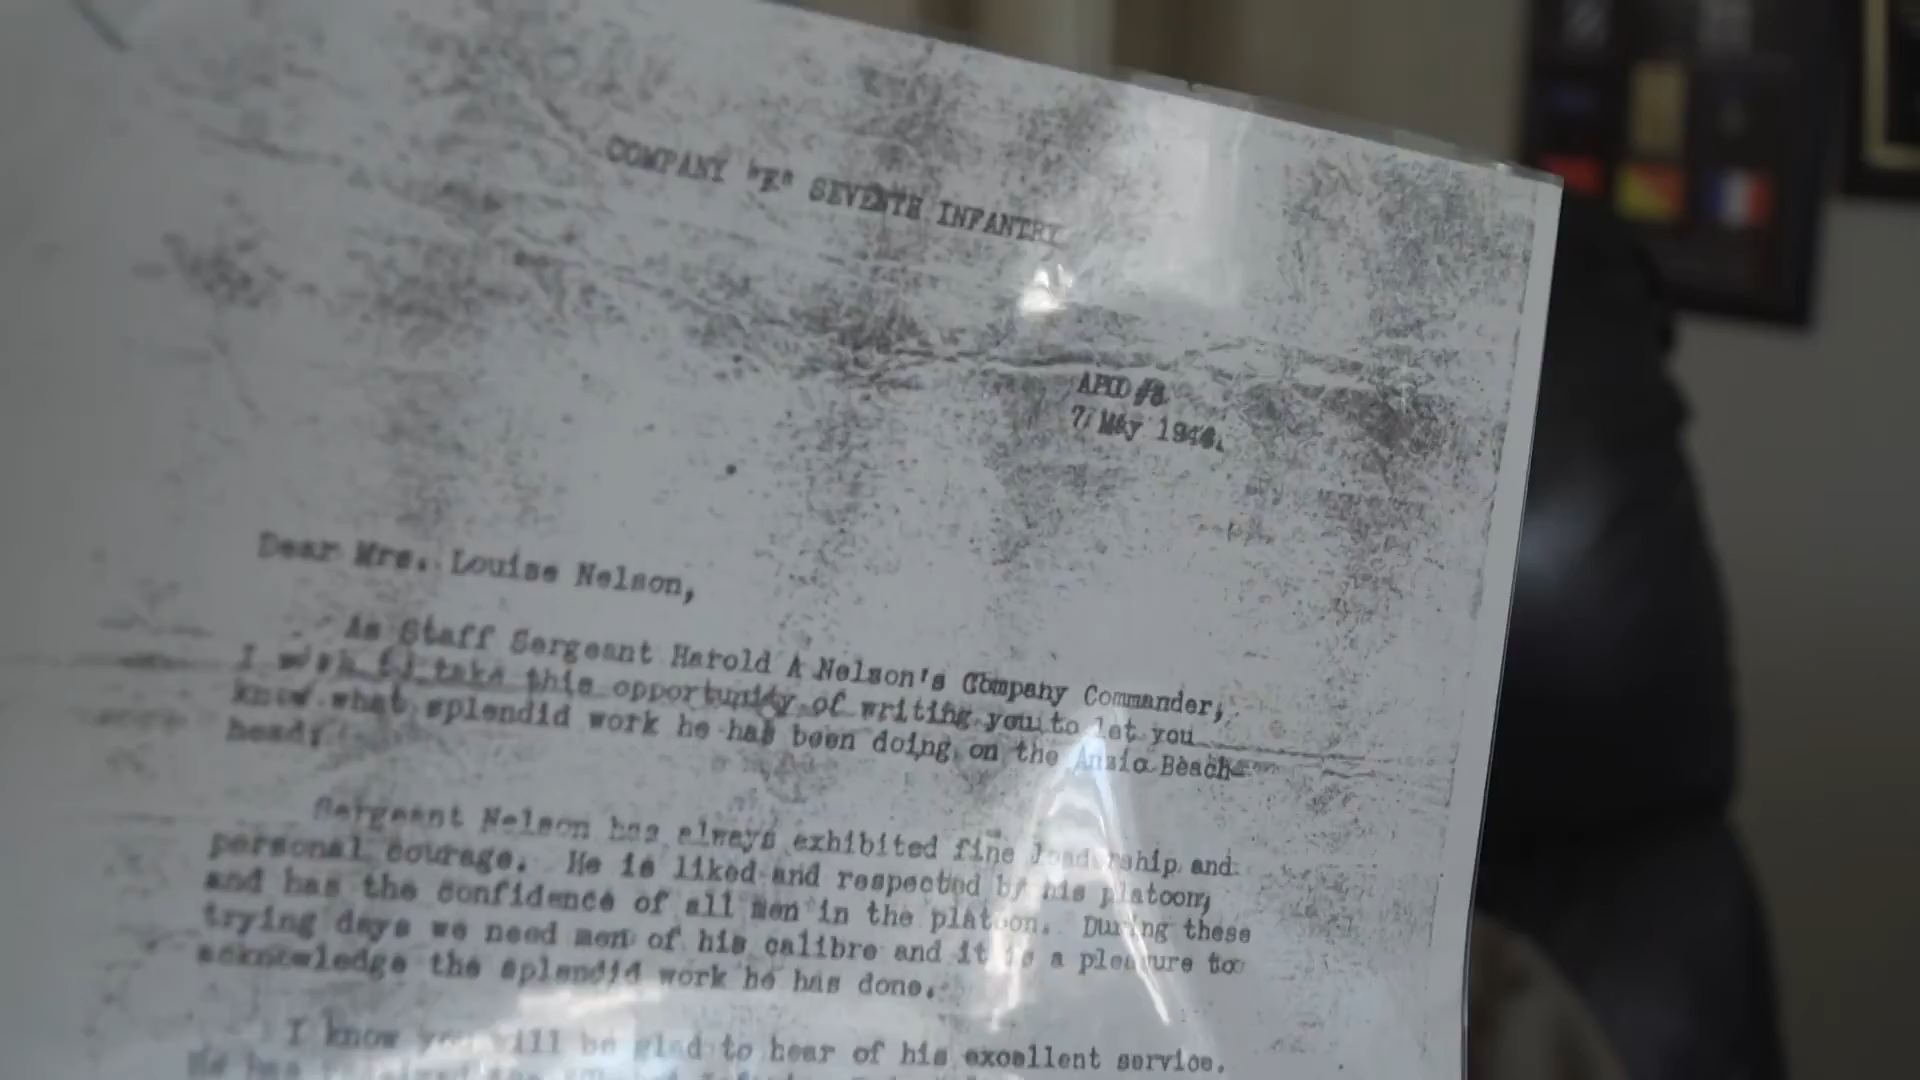 COMPANY "E" SEVENTH INFANTRY
APO #3
7 May 1944.
Dear Mrs. Louise Nelson,
As Staff Sergeant Harold A Nelson's Company Commander,
I wish to take this opportunity of writing you to let you
know what splendid work he has been doing on the Anzio Beach-
head;
Sergeant Nelson has always exhibited fine leadership and
personal courage. He is liked and respected by his platoon,
and has the confidence of all men in the platoon. During these
trying days we need men of his calibre and it is a pleasure to
acknowledge the splendid work he has done.
I know you will be glad to hear of his excellent service.
He has